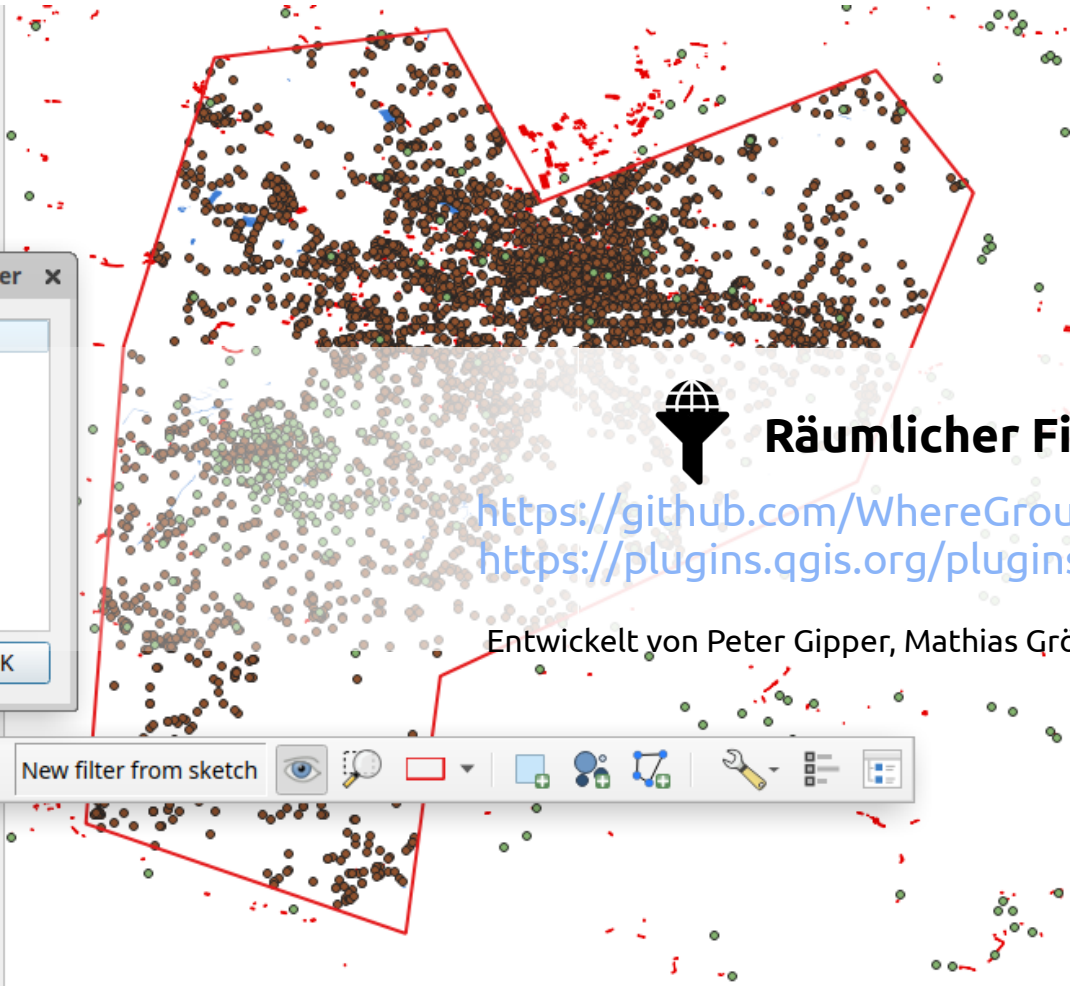 er
Räumlicher Fi
https://github.com/WhereGrou
https://plugins.qgis.org/plugins
Entwickelt von Peter Gipper, Mathias Grö
K
New filter from sketch